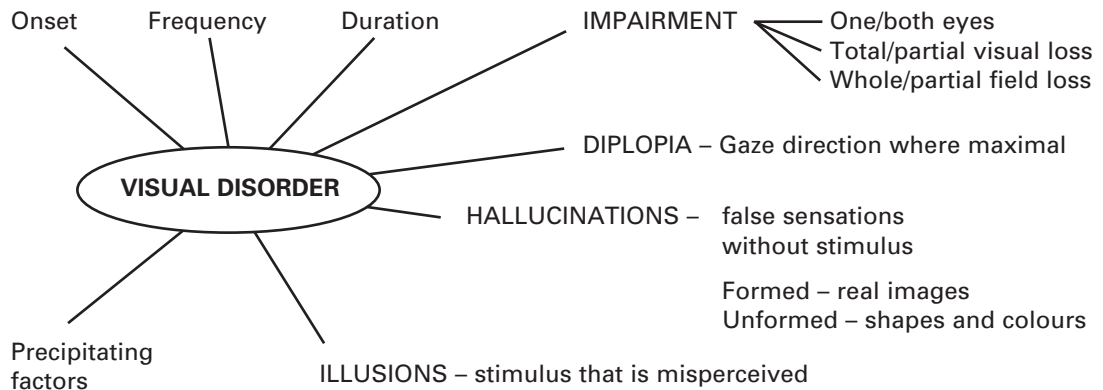 Onset Frequency Duration IMPAIRMENT One/both eyes
Total/partial visual loss
Whole/partial field loss
DIPLOPIA – Gaze direction where maximal
VISUAL DISORDER
HALLUCINATIONS – false sensations
without stimulus
Formed – real images
Unformed – shapes and colours
Precipitating
factors
ILLUSIONS – stimulus that is misperceived